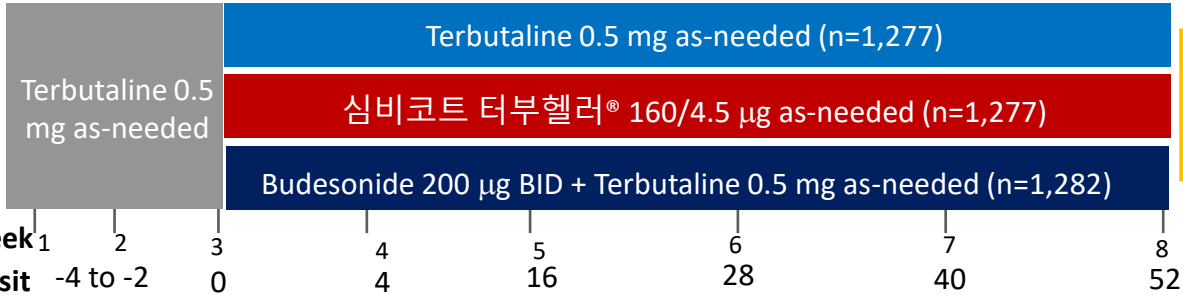 Terbutaline 0.5 mg as-needed (n=1,277)
Terbutaline 0.5
mg as-needed
심비코트 터부헬러® 160/4.5 μg as-needed (n=1,277)
Budesonide 200 μg BID + Terbutaline 0.5 mg as-needed (n=1,282)
eek 1 2 3 4 5 6 7 8
sit -4 to -2 0 4 16 28 40 52